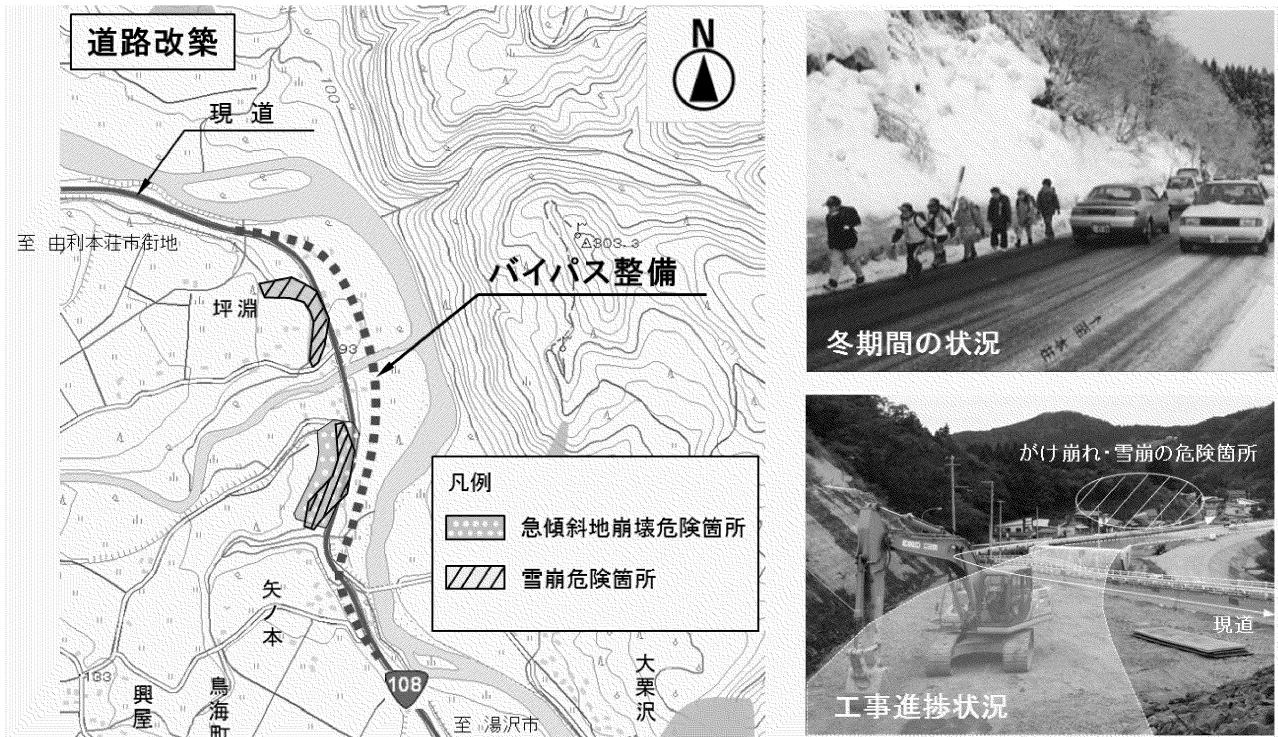 道路改築
N
現 道
100
至 由利本荘市街地
303.3
バイパス整備
坪淵
93
凡例
急傾斜地崩壊危険箇所
雪崩危険箇所
矢ノ本
133
興屋
鳥海町
108
至 湯沢市
大栗沢
冬期間の状況
がけ崩れ・雪崩の危険箇所
現道
工事進捗状況